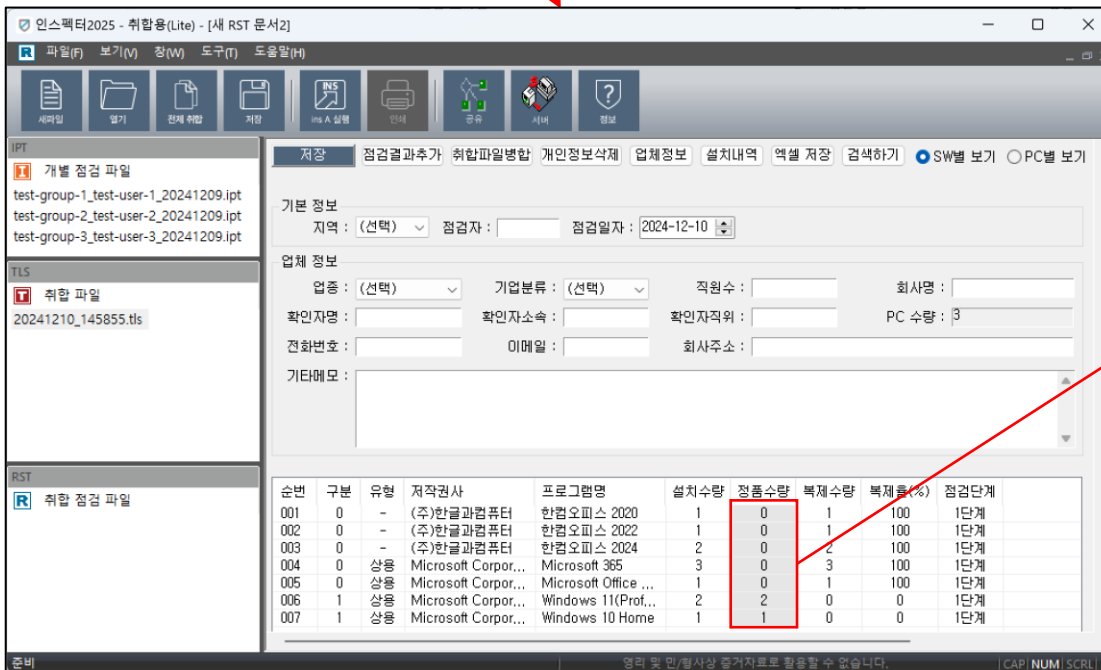 인스펙터2025 - 취합용(Lite) - [새 RST 문서2]
파일(F) 보기(V) 창(W) 도구(T) 도움말(H)
새파일 열기 전체 취합 저장 ins A 실행 인쇄 공유 서버 정보
IPT
개별 점검 파일
test-group-1_test-user-1_20241209.ipt
test-group-2_test-user-2_20241209.ipt
test-group-3_test-user-3_20241209.ipt
TLS
취합 파일
20241210_145855.tls
RST
취합 점검 파일
저장 점검결과추가 취합파일병합 개인정보삭제 업체정보 설치내역 엑셀 저장 검색하기 SW별 보기 PC별 보기
기본 정보
지역 : (선택) 점검자 : 점검일자 : 2024-12-10
업체 정보
업종 : (선택) 기업분류 : (선택) 직원수 : 회사명 :
확인자명 : 확인자소속 : 확인자직위 : PC 수량 : 3
전화번호 : 이메일 : 회사주소 :
기타메모 :
순번 구분 유형 저작권사 프로그램명 설치수량 정품수량 복제수량 복제율(%) 점검단계
001 0 - (주)한글과컴퓨터 한컴오피스 2020 1 0 1 100 1단계
002 0 - (주)한글과컴퓨터 한컴오피스 2022 1 0 1 100 1단계
003 0 - (주)한글과컴퓨터 한컴오피스 2024 2 0 2 100 1단계
004 0 상용 Microsoft Corpor... Microsoft 365 3 0 3 100 1단계
005 0 상용 Microsoft Corpor... Microsoft Office ... 1 0 1 100 1단계
006 1 상용 Microsoft Corpor... Windows 11(Prof... 2 2 0 0 1단계
007 1 상용 Microsoft Corpor... Windows 10 Home 1 1 0 0 1단계
준비 영리 및 민/형사상 증거자료로 활용할 수 없습니다. CAP NUM SCRL